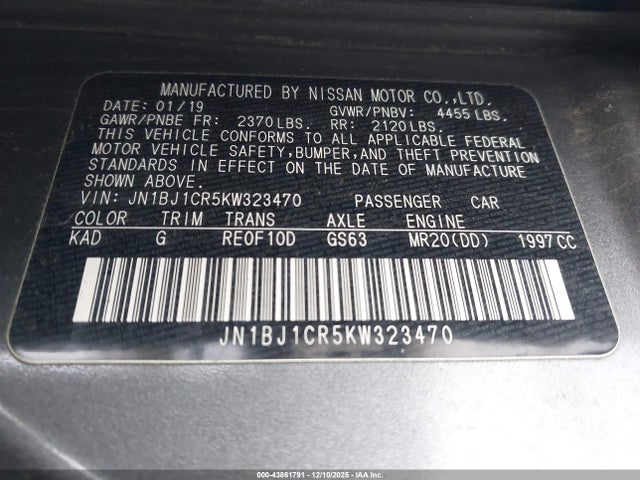 MANUFACTURED BY NISSAN MOTOR CO.,LTD.
DATE: 01/19 GVWR/PNBV: 4455 LBS.
GAWR/PNBE FR: 2370 LBS. RR: 2120 LBS.
THIS VEHICLE CONFORMS TO ALL APPLICABLE FEDERAL
MOTOR VEHICLE SAFETY, BUMPER, AND THEFT PREVENTION
STANDARDS IN EFFECT ON THE DATE OF MANUFACTURE
SHOWN ABOVE.
VIN: JN1BJ1CR5KW323470 PASSENGER CAR
COLOR TRIM TRANS AXLE ENGINE
KAD G RE0F10D GS63 MR20(DD) 1997 CC
JN1BJ1CR5KW323470
000-43861791 - 12/10/2025 - IAA Inc.